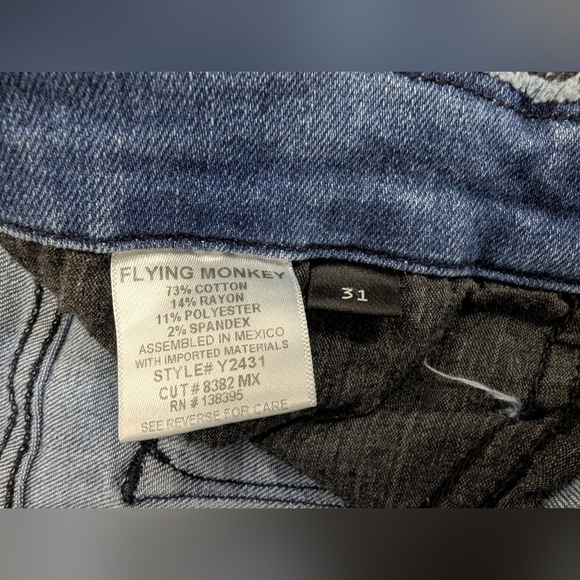 FLYING MONKEY
73% COTTON
14% RAYON
11% POLYESTER
2% SPANDEX
ASSEMBLED IN MEXICO
WITH IMPORTED MATERIALS
STYLE# Y2431
CUT # 8382 MX
RN # 138395
SEE REVERSE FOR CARE
31